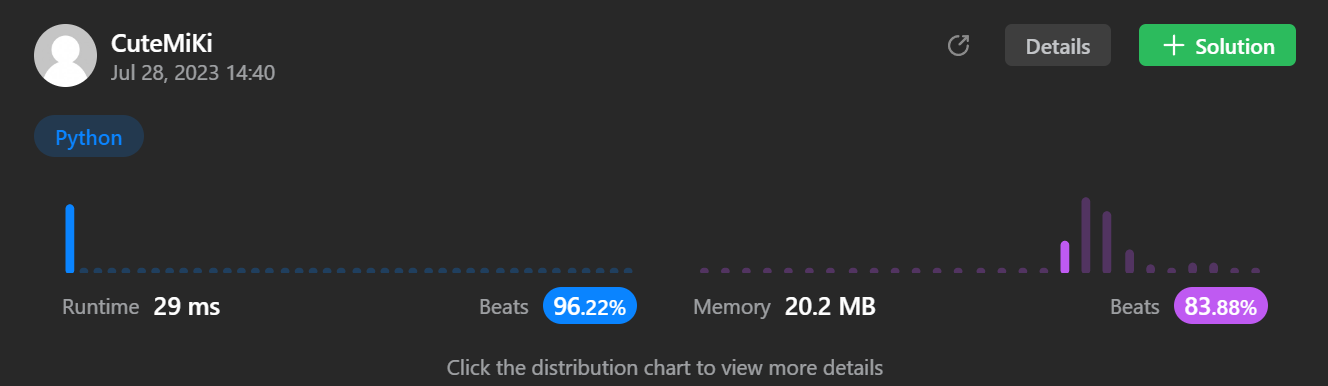 CuteMiKi
Jul 28, 2023 14:40
Details
+ Solution
Python
Runtime 29 ms
Beats 96.22%
Memory 20.2 MB
Beats 83.88%
Click the distribution chart to view more details